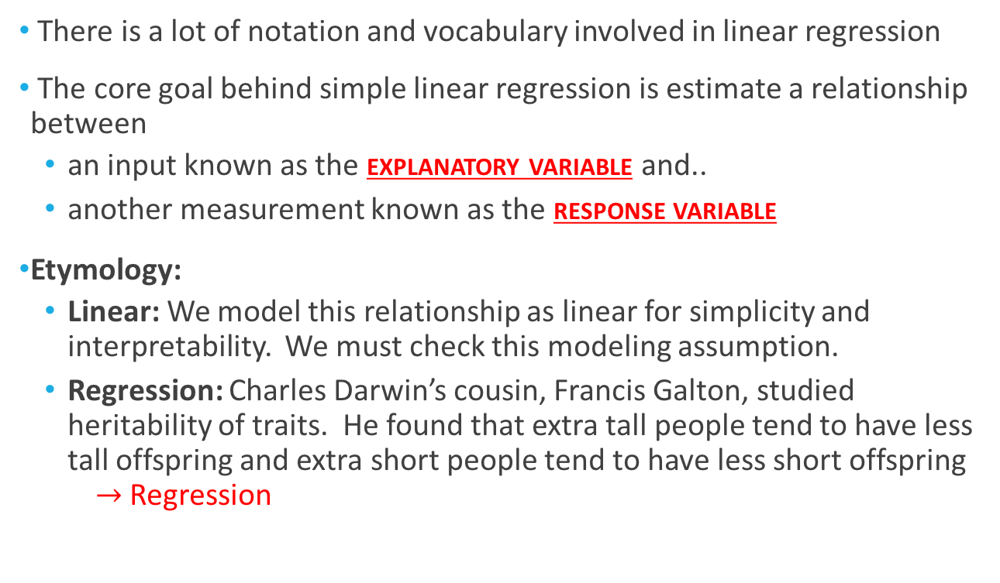 • There is a lot of notation and vocabulary involved in linear regression
• The core goal behind simple linear regression is estimate a relationship
between
• an input known as the EXPLANATORY VARIABLE and..
• another measurement known as the RESPONSE VARIABLE
•Etymology:
• Linear: We model this relationship as linear for simplicity and
interpretability.  We must check this modeling assumption.
• Regression: Charles Darwin’s cousin, Francis Galton, studied
heritability of traits.  He found that extra tall people tend to have less
tall offspring and extra short people tend to have less short offspring
→ Regression